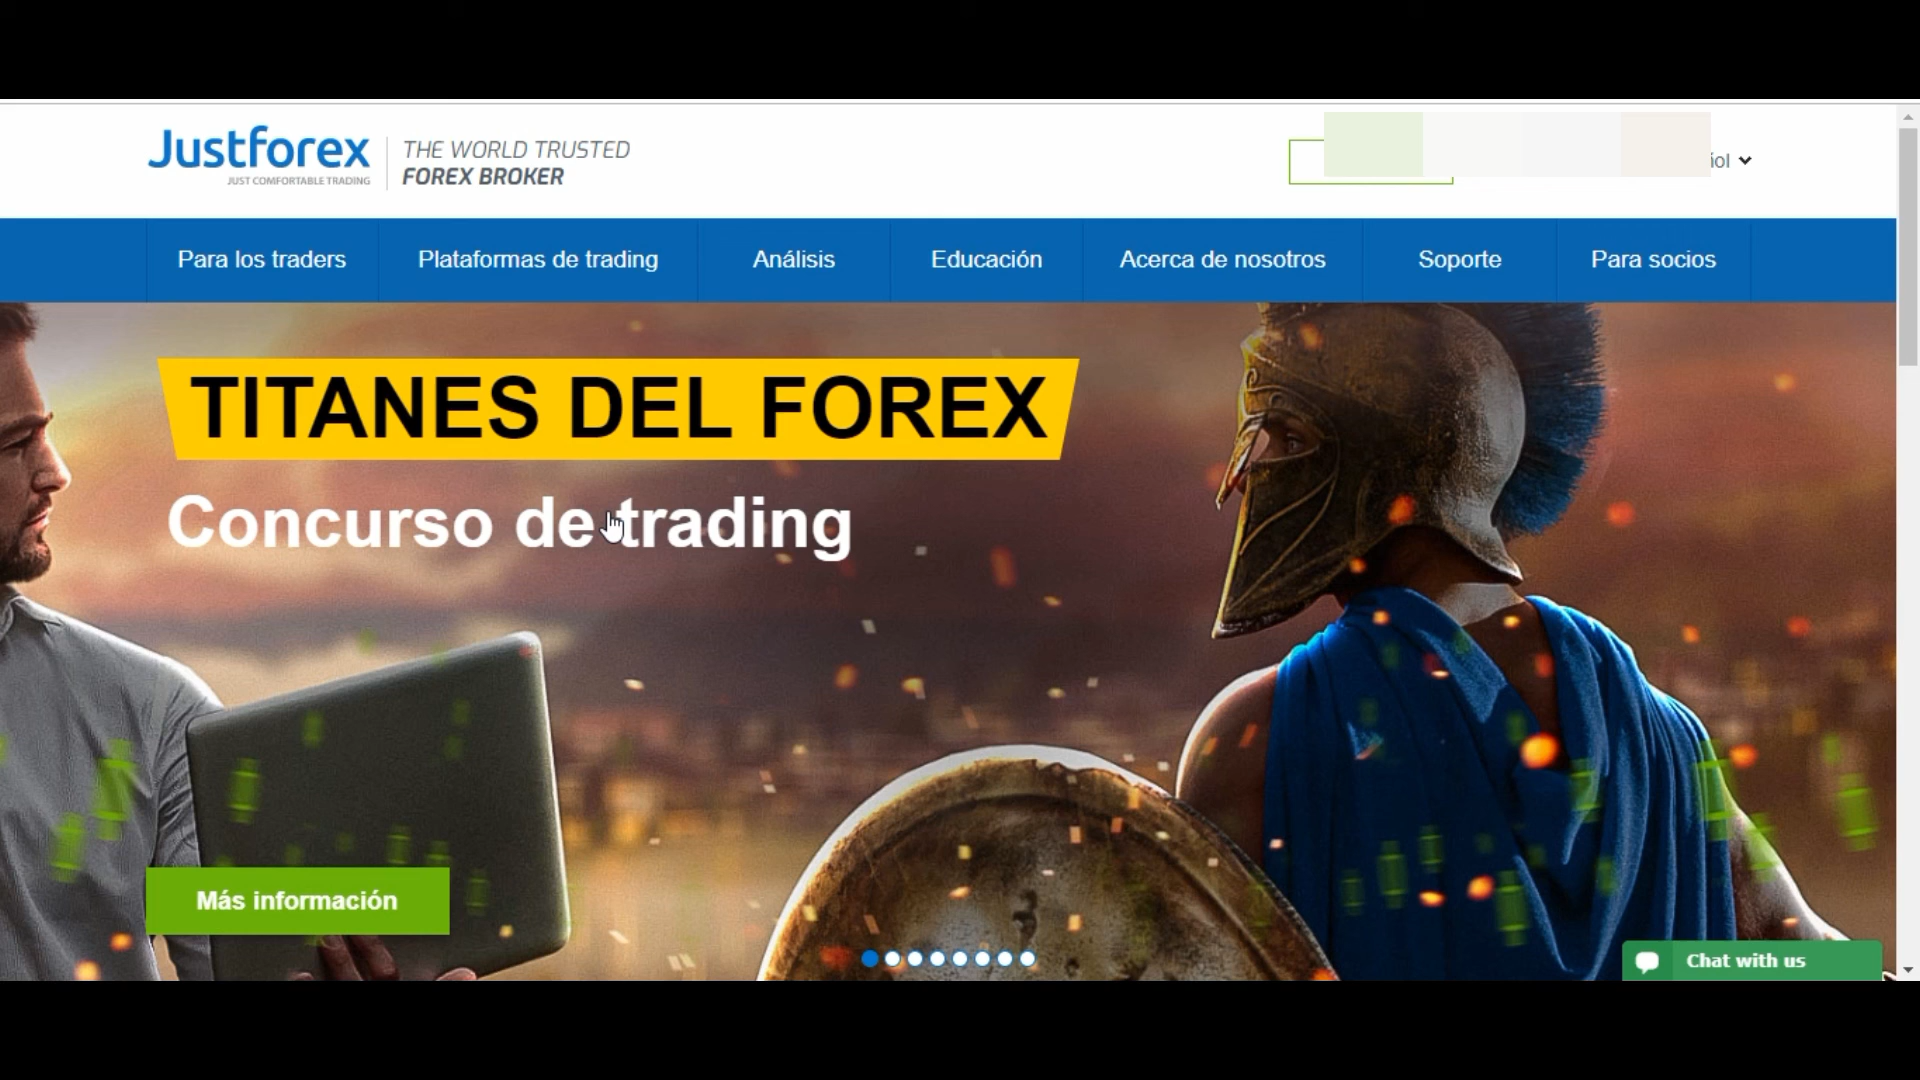 Justforex
JUST COMFORTABLE TRADING
THE WORLD TRUSTED
FOREX BROKER
Para los traders
Plataformas de trading
Análisis
Educación
Acerca de nosotros
Soporte
Para socios
TITANES DEL FOREX
Concurso de trading
Más información
Chat with us